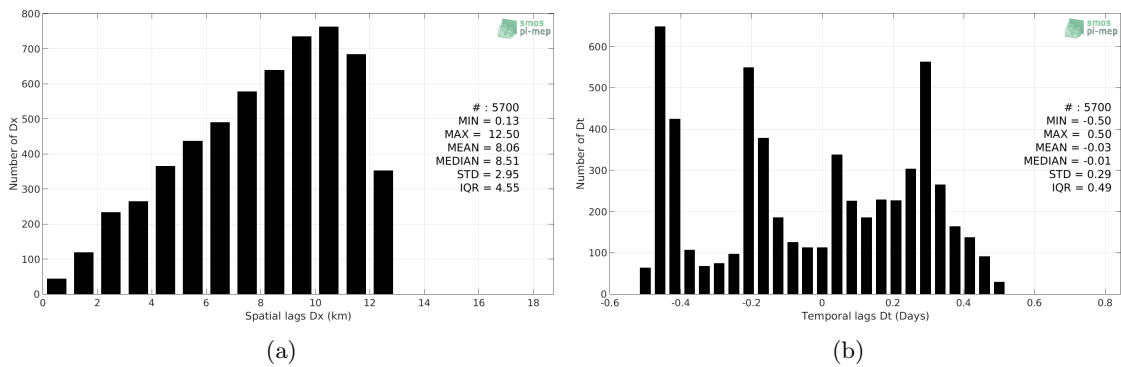 800
700
600
500
400
300
200
100
0
Number of Dx
smos
pi-mep
# : 5700
MIN = 0.13
MAX = 12.50
MEAN = 8.06
MEDIAN = 8.51
STD = 2.95
IQR = 4.55
0 2 4 6 8 10 12 14 16 18
Spatial lags Dx (km)
(a)
600
500
400
300
200
100
0
Number of Dt
smos
pi-mep
# : 5700
MIN = -0.50
MAX = 0.50
MEAN = -0.03
MEDIAN = -0.01
STD = 0.29
IQR = 0.49
-0.6 -0.4 -0.2 0 0.2 0.4 0.6 0.8
Temporal lags Dt (Days)
(b)